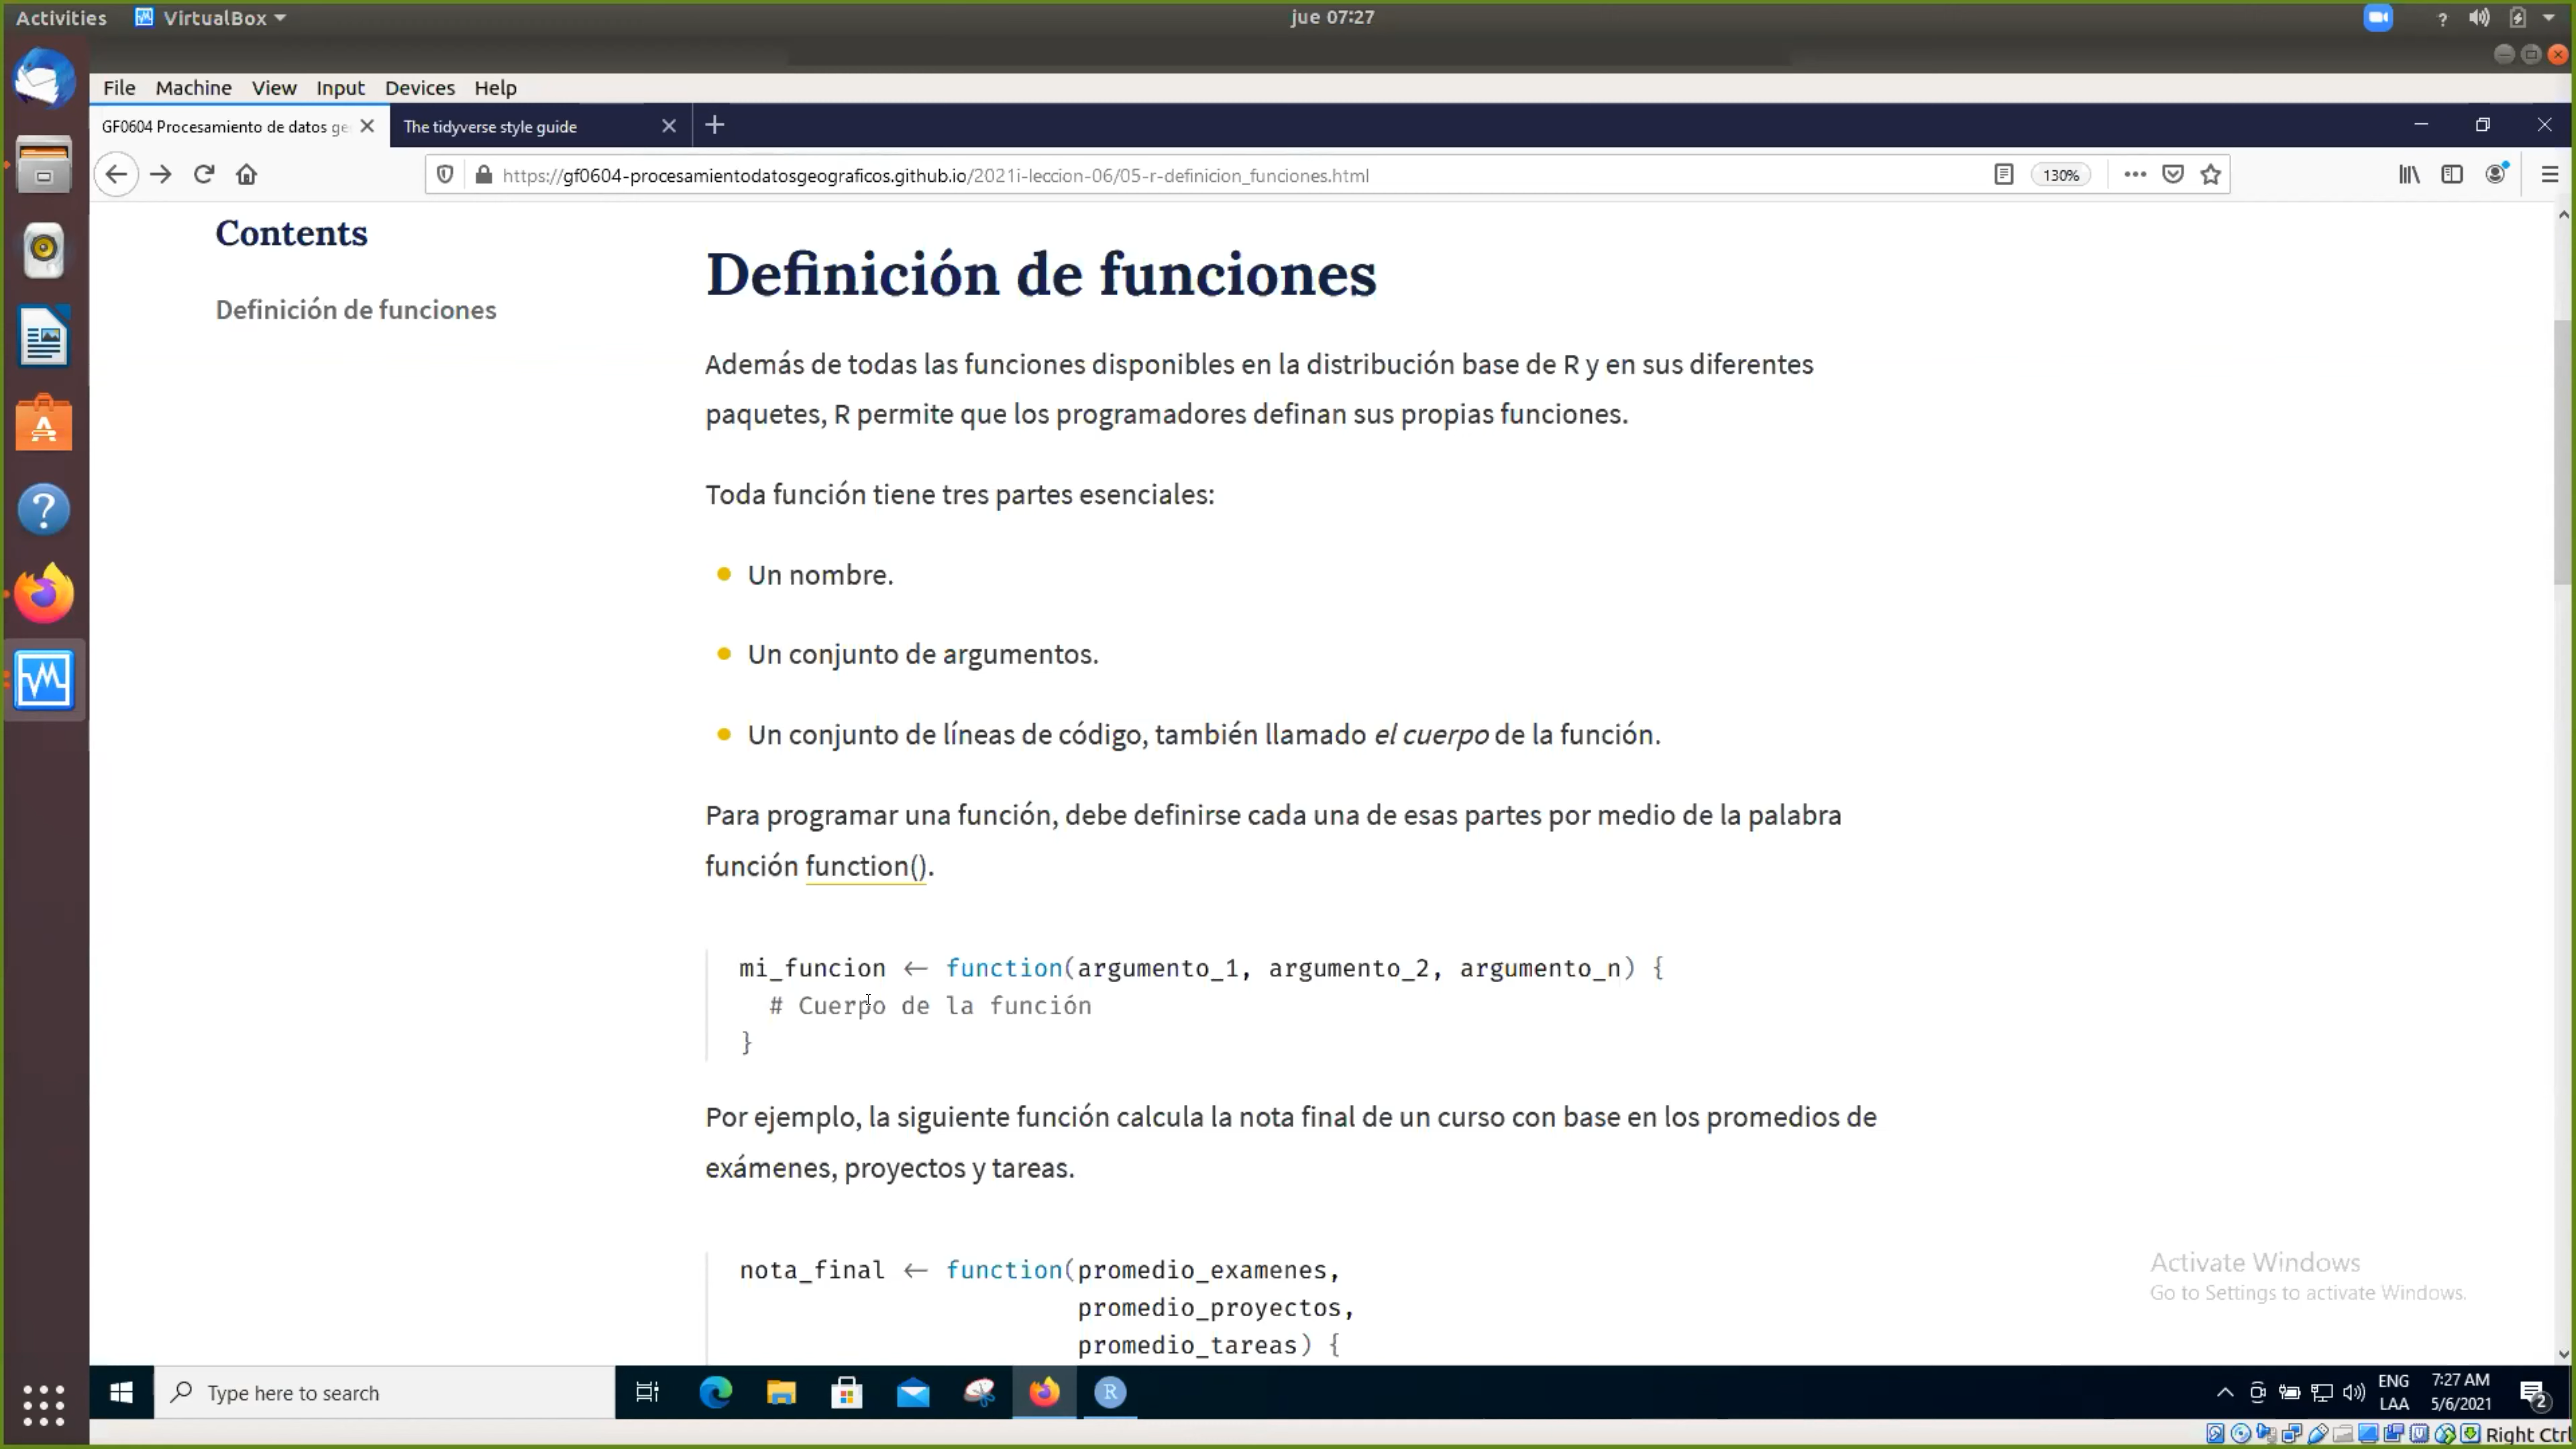 Activities VirtualBox jue 07:27
File Machine View Input Devices Help
GF0604 Procesamiento de datos ge The tidyverse style guide
https://gf0604-procesamientodatosgeograficos.github.io/2021i-leccion-06/05-r-definicion_funciones.html 130%
Contents
Definición de funciones
Definición de funciones
Además de todas las funciones disponibles en la distribución base de R y en sus diferentes
paquetes, R permite que los programadores definan sus propias funciones.
Toda función tiene tres partes esenciales:
Un nombre.
Un conjunto de argumentos.
Un conjunto de líneas de código, también llamado el cuerpo de la función.
Para programar una función, debe definirse cada una de esas partes por medio de la palabra
función function().
mi_funcion <- function(argumento_1, argumento_2, argumento_n) {
# Cuerpo de la función
}
Por ejemplo, la siguiente función calcula la nota final de un curso con base en los promedios de
exámenes, proyectos y tareas.
nota_final <- function(promedio_examenes,
promedio_proyectos,
promedio_tareas) {
Activate Windows
Go to Settings to activate Windows.
Type here to search
ENG 7:27 AM
LAA 5/6/2021 2
Right Ctrl